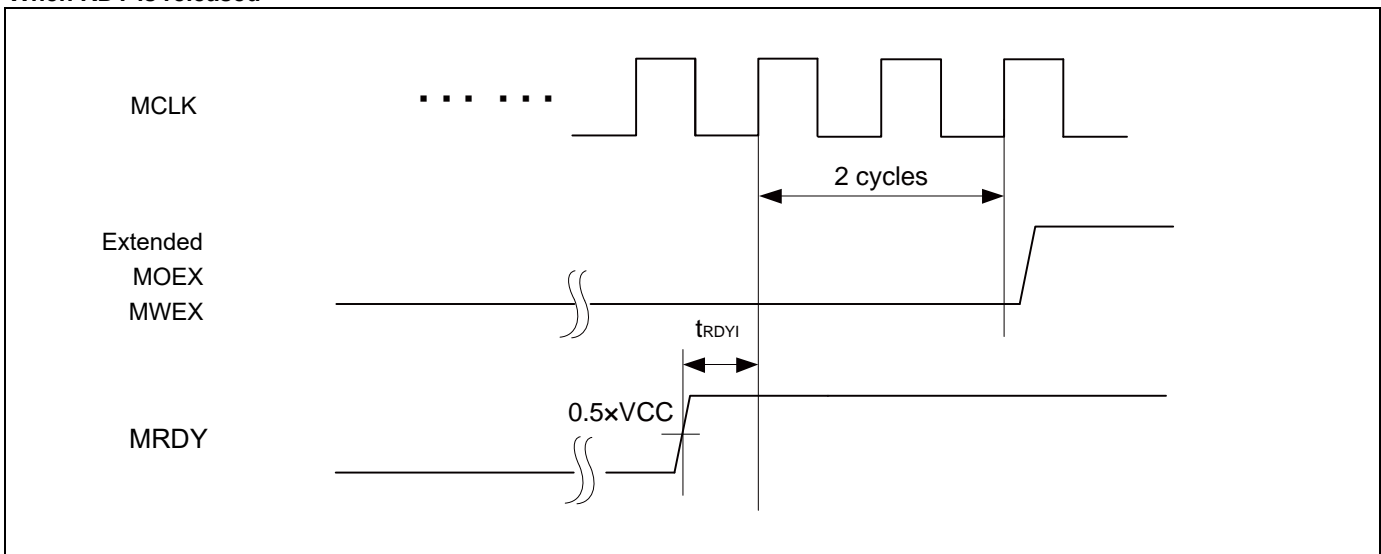 MCLK
2 cycles
Extended
MOEX
MWEX
tRDYI
0.5×VCC
MRDY